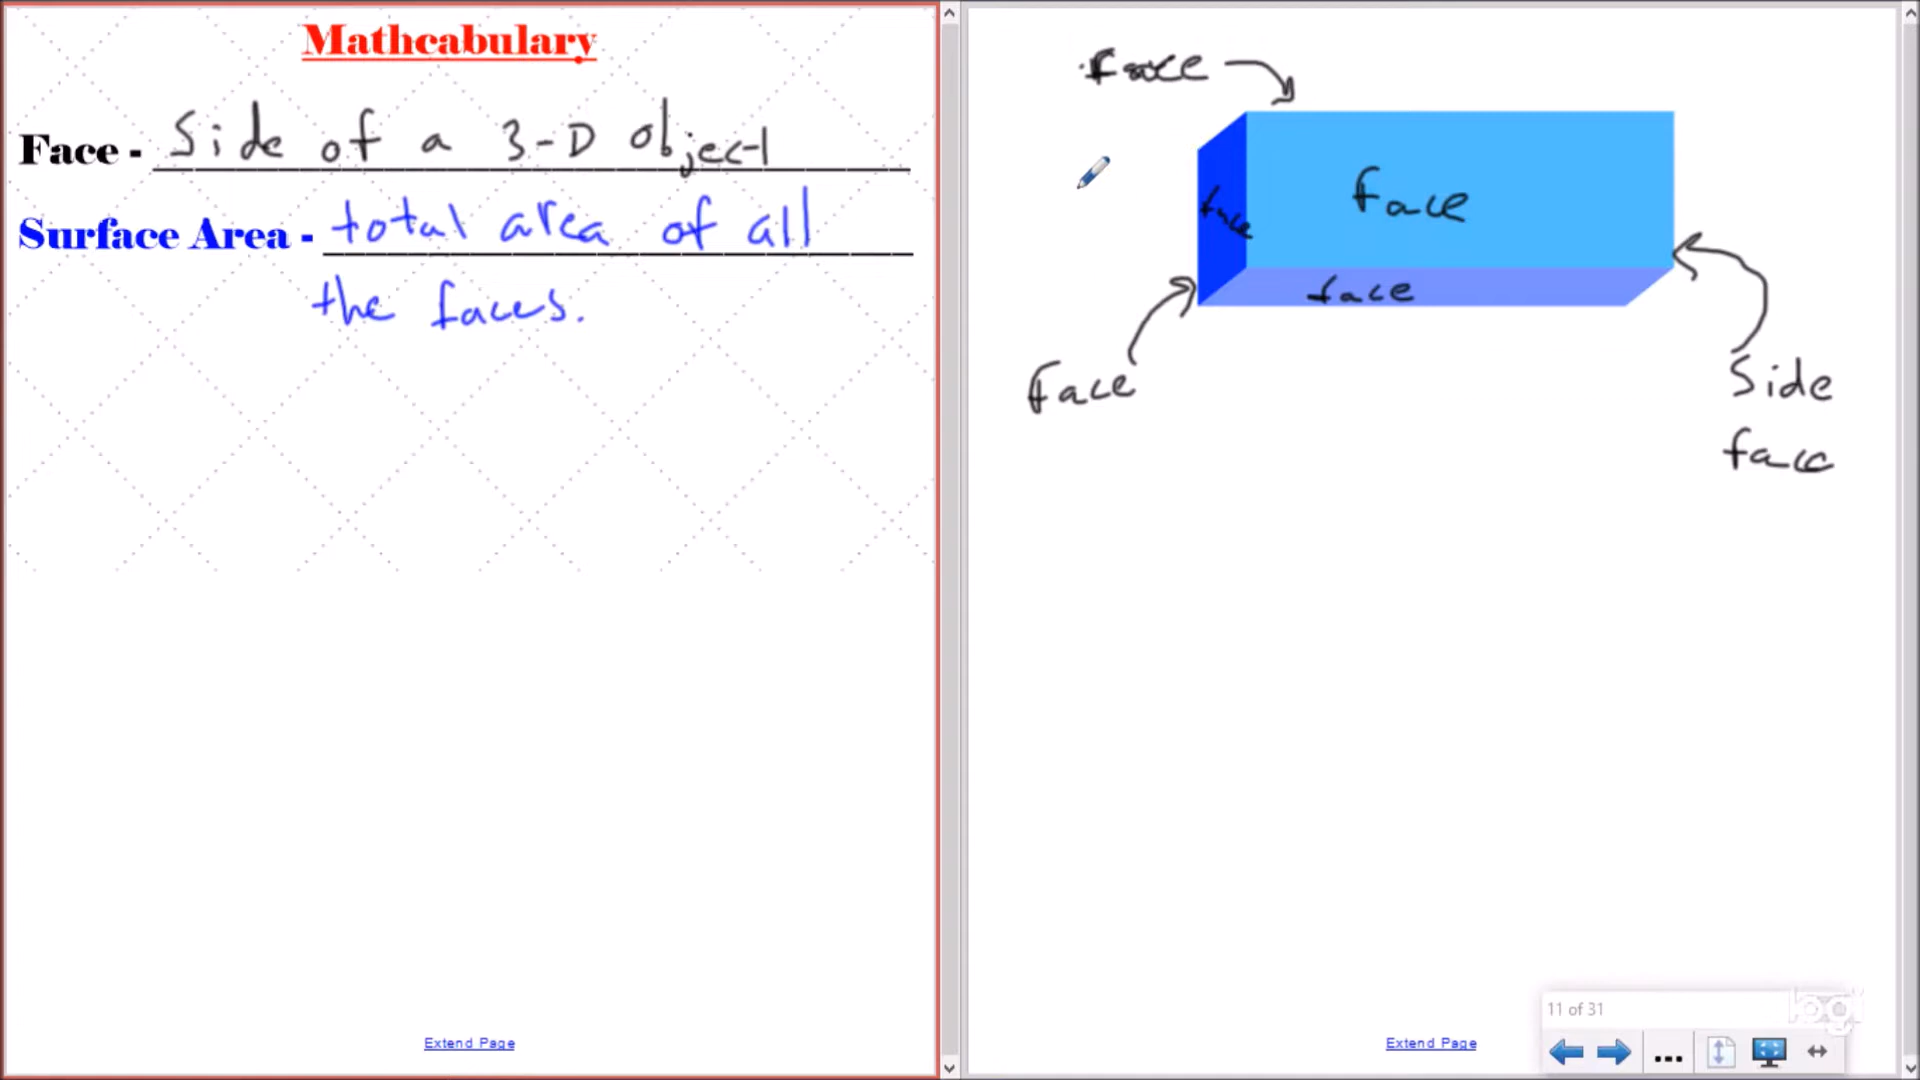 Mathcabulary
Face - Side of a 3-D object
Surface Area - total area of all
the faces.
Extend Page
Face
Face
face
face
Face
Side
face
11 of 31
logi
Extend Page